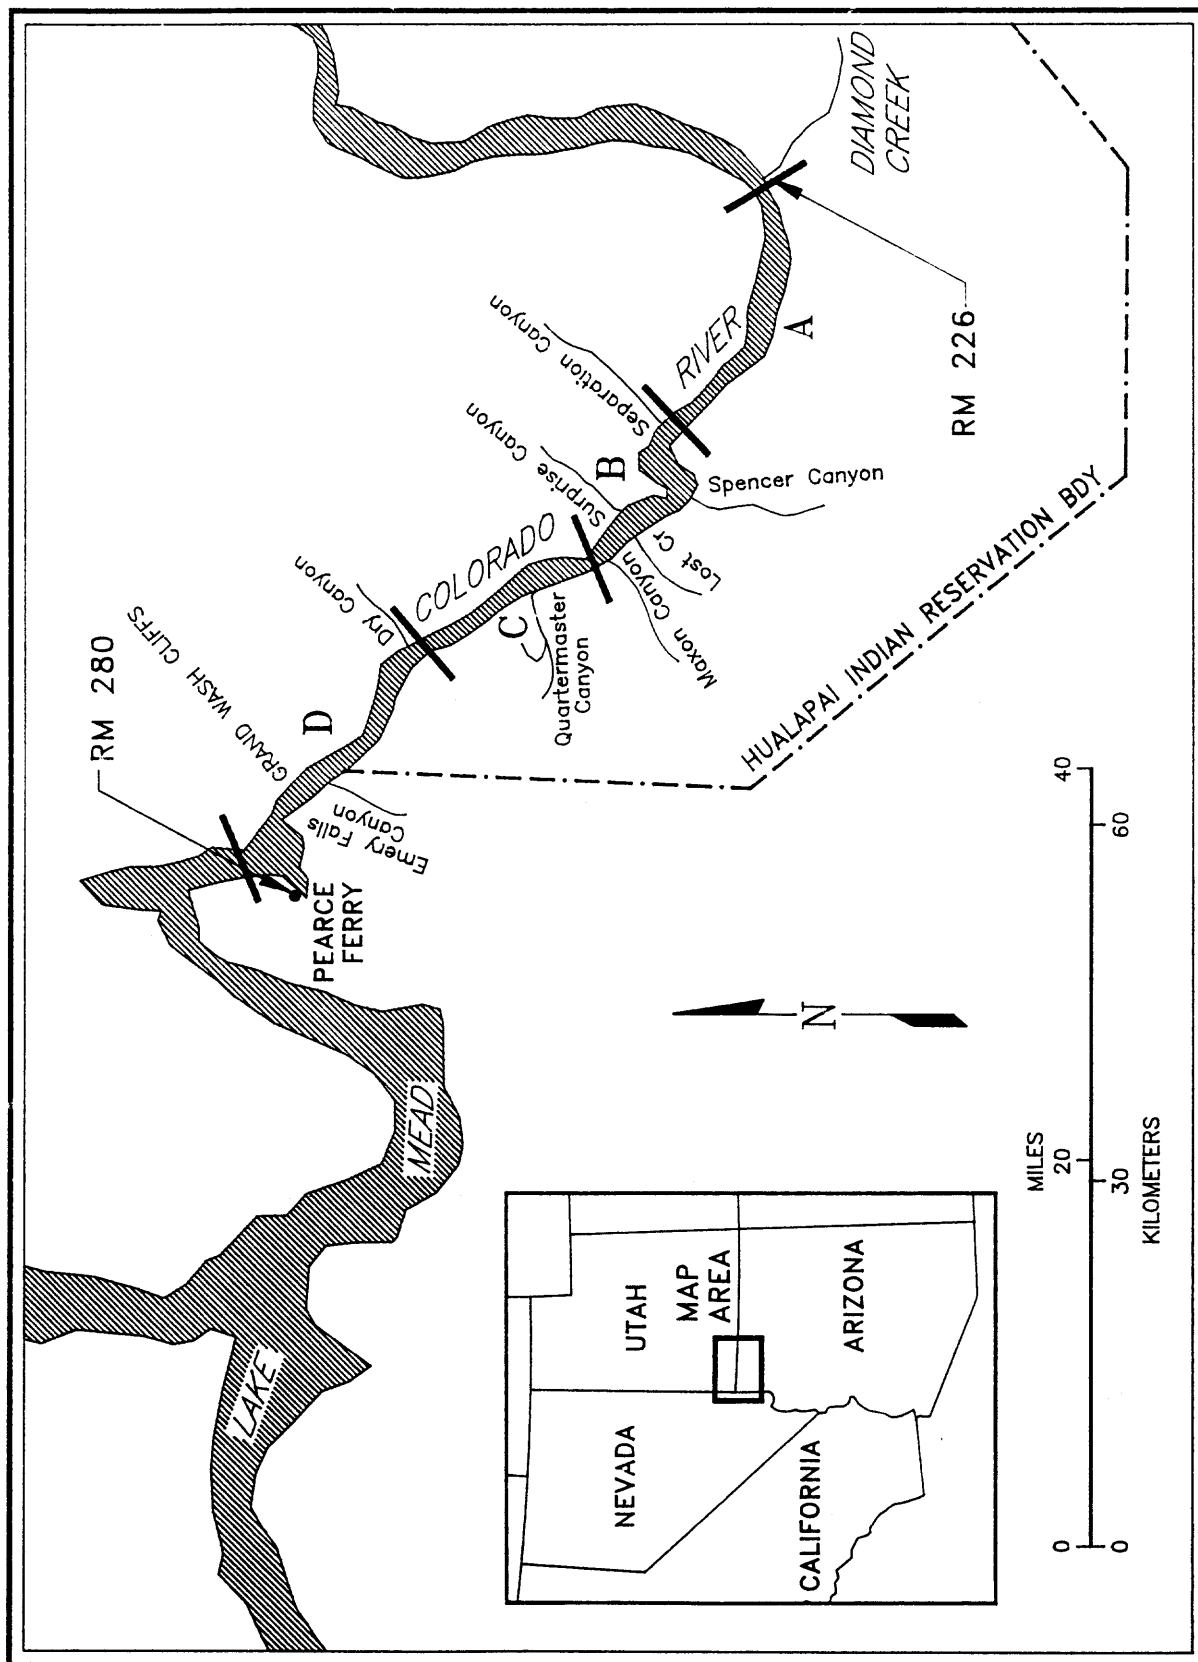 RM 280
GRAND WASH CLIFFS
Dry Canyon
Surprise Canyon
Separation Canyon
COLORADO
RIVER
D
C
B
A
PEARCE
FERRY
Emery Falls
Canyon
Quartermaster
Canyon
Maxon Canyon
Lost Cr
Spencer Canyon
DIAMOND
CREEK
RM 226
HUALAPAI INDIAN RESERVATION BDY
LAKE
MEAD
N
NEVADA
UTAH
MAP
AREA
CALIFORNIA
ARIZONA
MILES
0
20
40
0
30
60
KILOMETERS